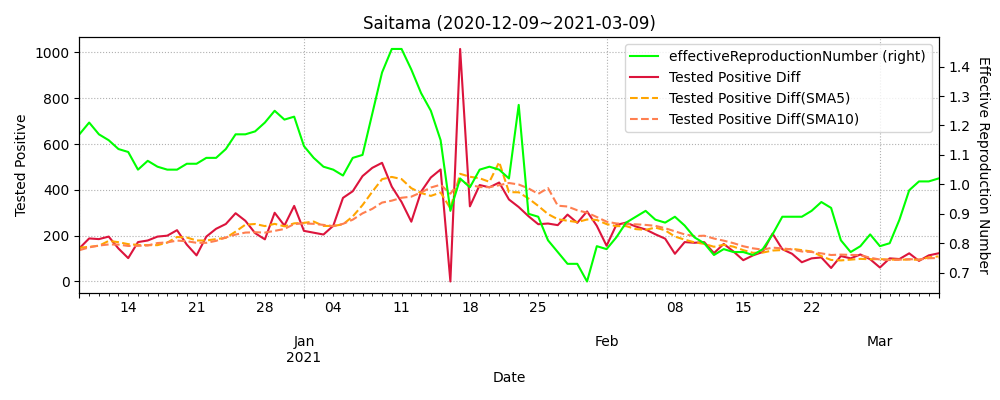 Saitama (2020-12-09~2021-03-09)
effectiveReproductionNumber (right)
Tested Positive Diff
Tested Positive Diff(SMA5)
Tested Positive Diff(SMA10)
Tested Positive
1000
800
600
400
200
0
Effective Reproduction Number
1.4
1.3
1.2
1.1
1.0
0.9
0.8
0.7
14 21 28 04 11 18 25 08 15 22
Jan Feb Mar
2021
Date